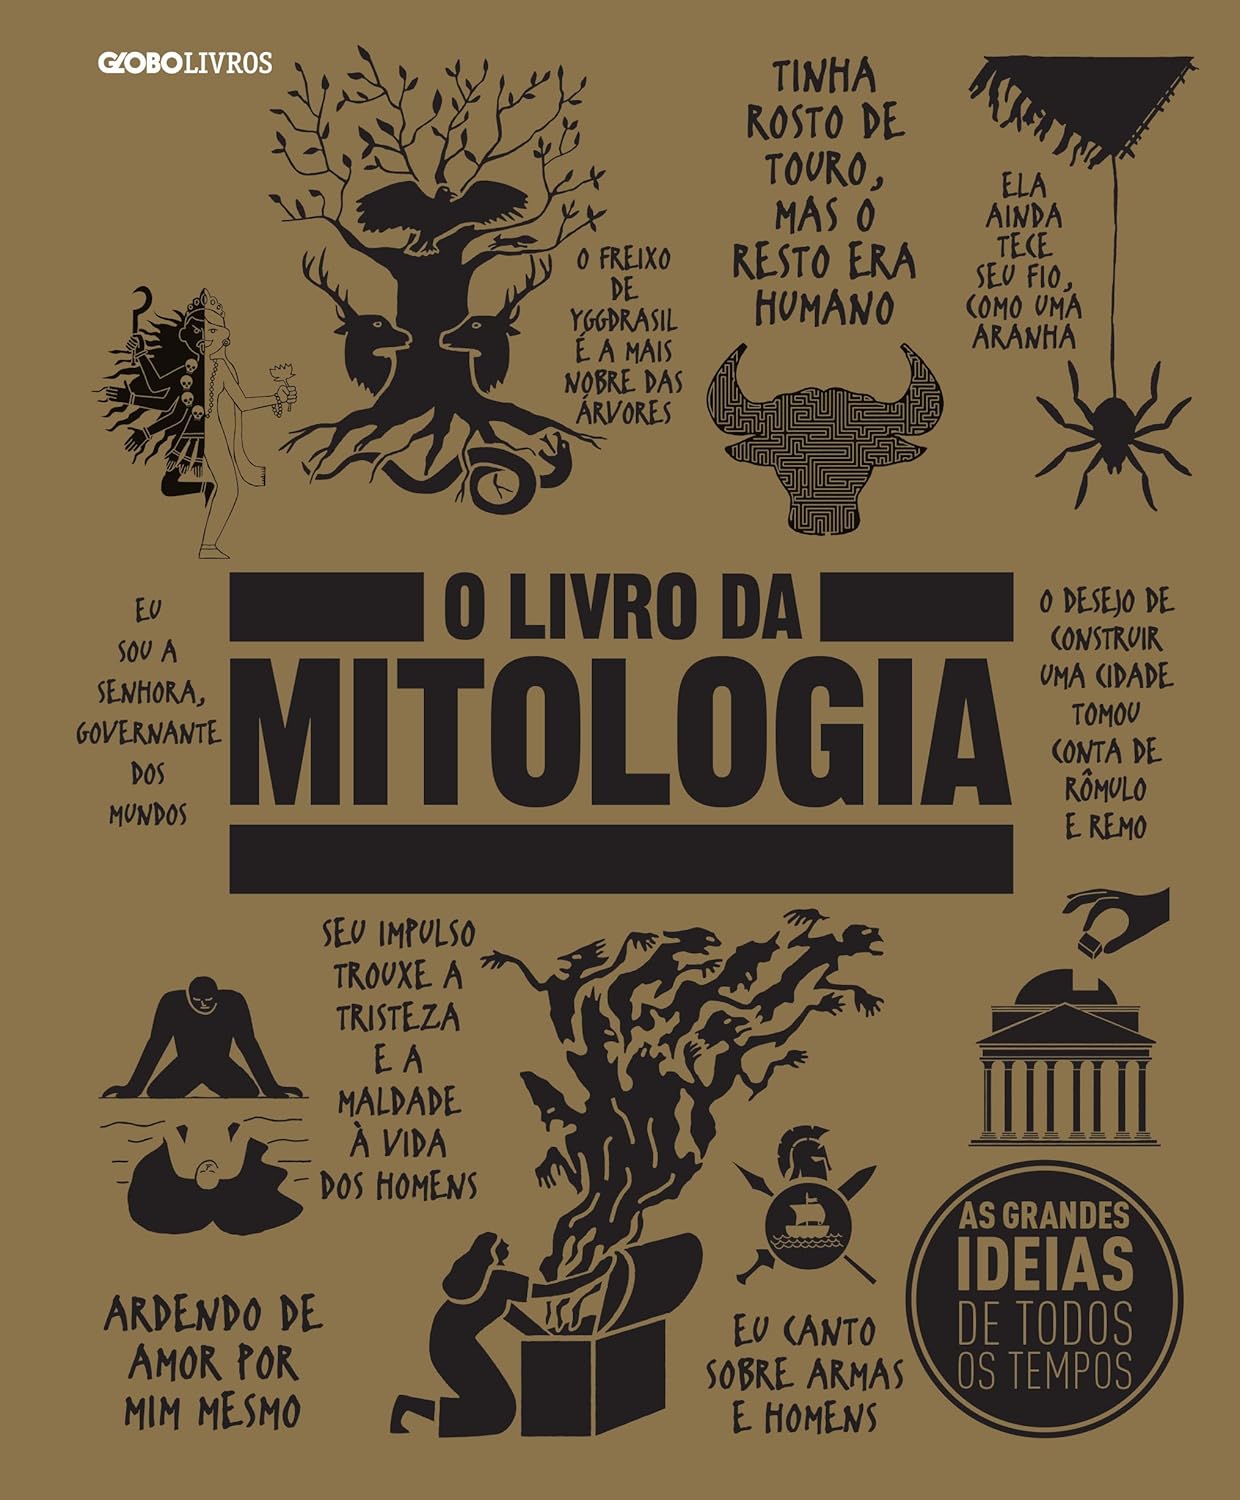 GLOBOLIVROS
TINHA
ROSTO DE
TOURO,
MAS O
RESTO ERA
HUMANO
ELA
AINDA
TECE
SEU FIO,
COMO UMA
ARANHA
O FREIXO
DE
YGGDRASIL
É A MAIS
NOBRE DAS
ÁRVORES
O LIVRO DA
MITOLOGIA
EU
SOU A
SENHORA,
GOVERNANTE
DOS
MUNDOS
O DESEJO DE
CONSTRUIR
UMA CIDADE
TOMOU
CONTA DE
RÔMULO
E REMO
SEU IMPULSO
TROUXE A
TRISTEZA
E A
MALDADE
À VIDA
DOS HOMENS
ARDENDO DE
AMOR POR
MIM MESMO
EU CANTO
SOBRE ARMAS
E HOMENS
AS GRANDES
IDEIAS
DE TODOS
OS TEMPOS